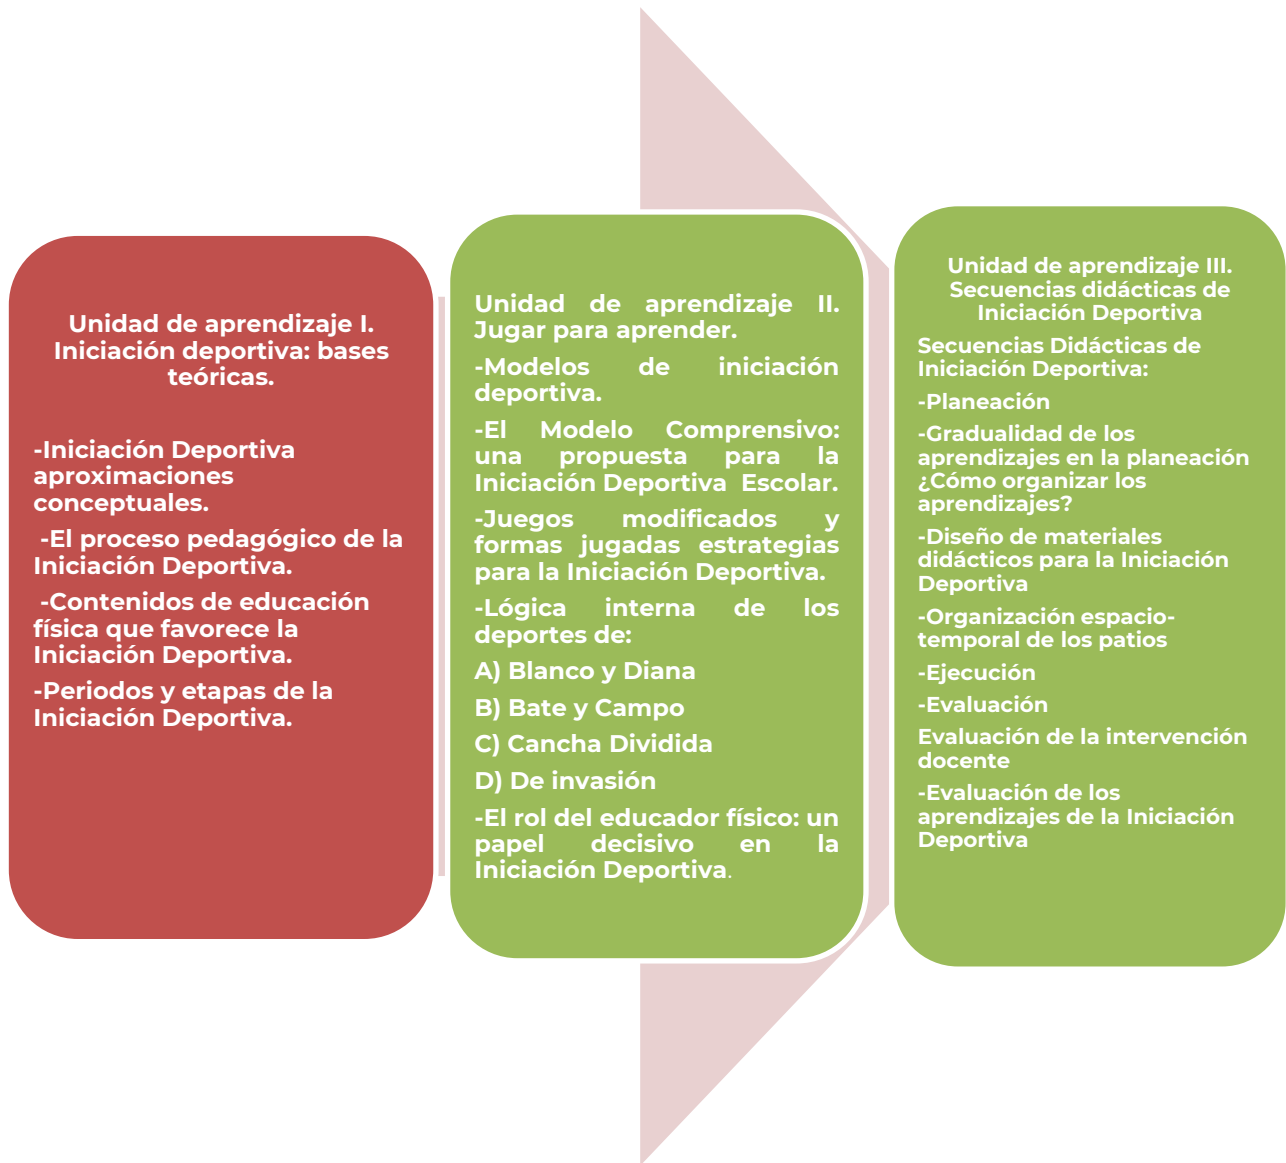 Unidad de aprendizaje I.
Iniciación deportiva: bases
teóricas.
-Iniciación Deportiva
aproximaciones
conceptuales.
-El proceso pedagógico de la
Iniciación Deportiva.
-Contenidos de educación
física que favorece la
Iniciación Deportiva.
-Periodos y etapas de la
Iniciación Deportiva.
Unidad de aprendizaje II.
Jugar para aprender.
-Modelos de iniciación
deportiva.
-El Modelo Comprensivo:
una propuesta para la
Iniciación Deportiva Escolar.
-Juegos modificados y
formas jugadas estrategias
para la Iniciación Deportiva.
-Lógica interna de los
deportes de:
A) Blanco y Diana
B) Bate y Campo
C) Cancha Dividida
D) De invasión
-El rol del educador físico: un
papel decisivo en la
Iniciación Deportiva.
Unidad de aprendizaje III.
Secuencias didácticas de
Iniciación Deportiva
Secuencias Didácticas de
Iniciación Deportiva:
-Planeación
-Gradualidad de los
aprendizajes en la planeación
¿Cómo organizar los
aprendizajes?
-Diseño de materiales
didácticos para la Iniciación
Deportiva
-Organización espacio-
temporal de los patios
-Ejecución
-Evaluación
Evaluación de la intervención
docente
-Evaluación de los
aprendizajes de la Iniciación
Deportiva